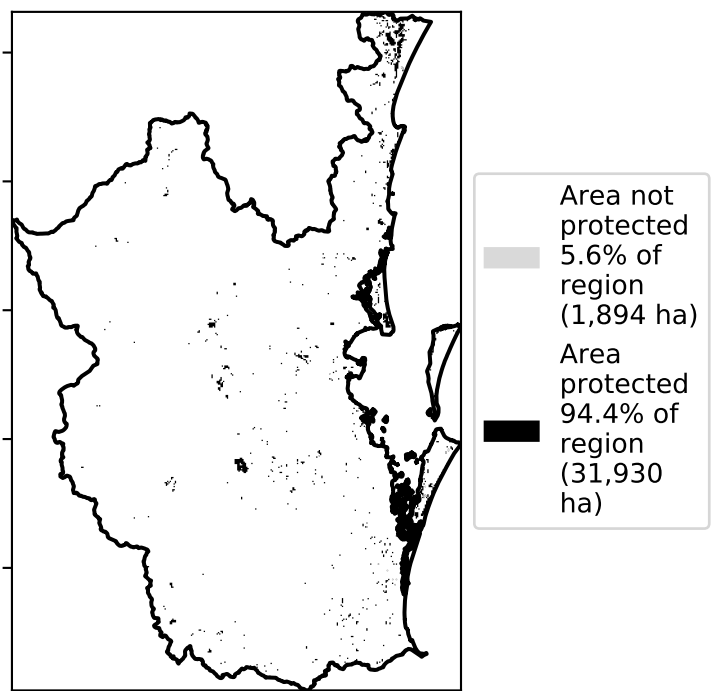 Area not
protected
5.6% of
region
(1,894 ha)
Area
protected
94.4% of
region
(31,930
ha)